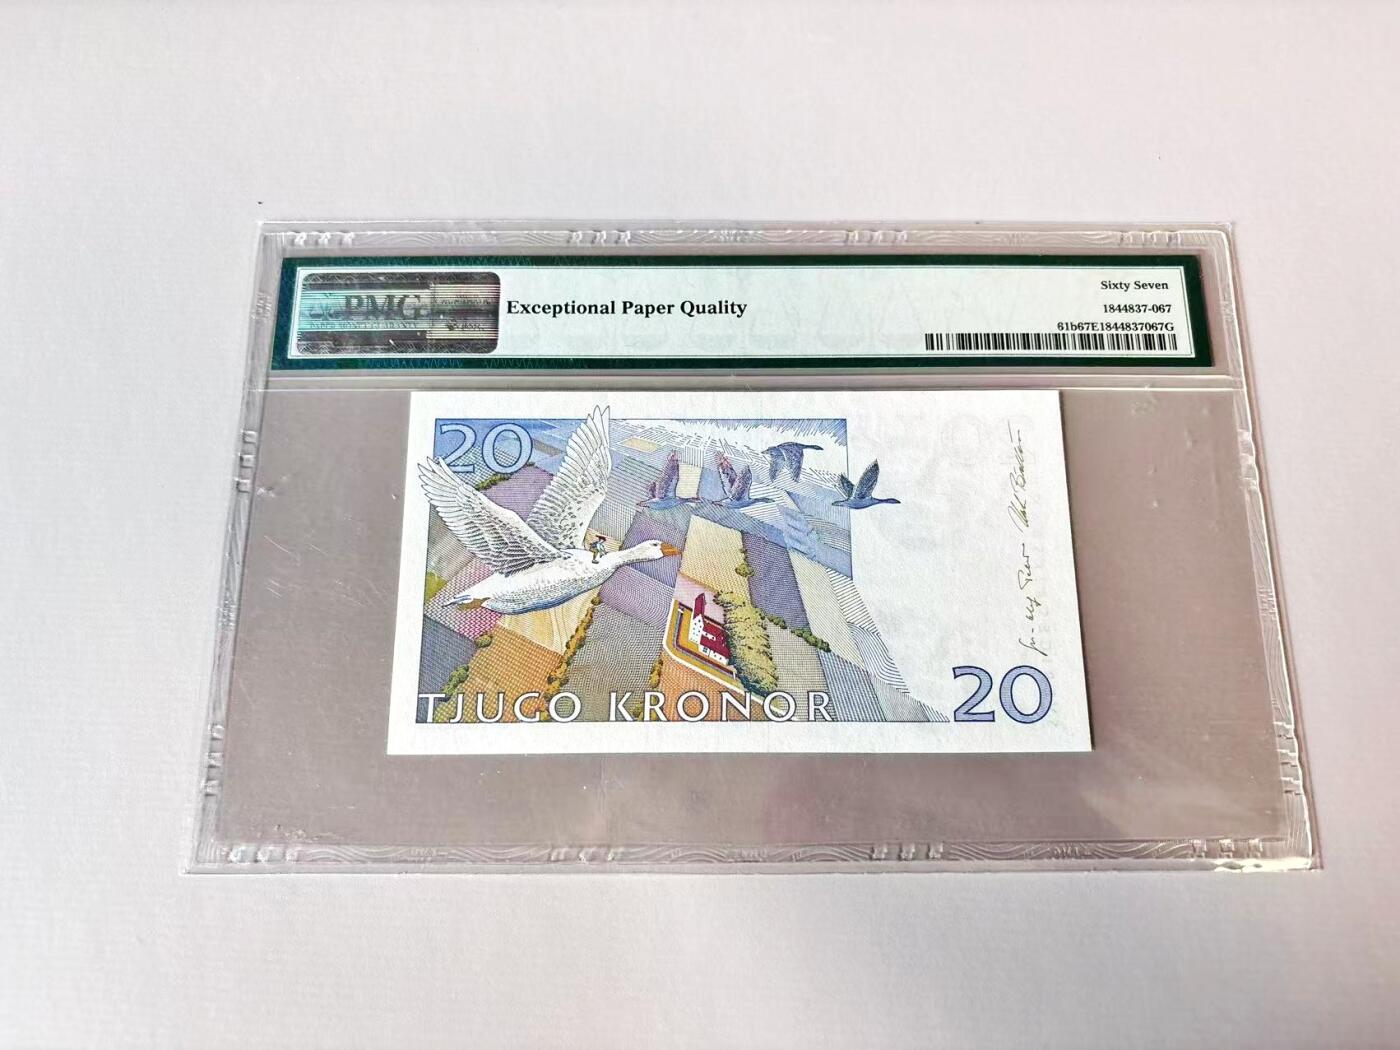 PMG
Exceptional Paper Quality
Sixty Seven
1844837-067
61b67E1844837067G
20
TJUGO KRONOR
20